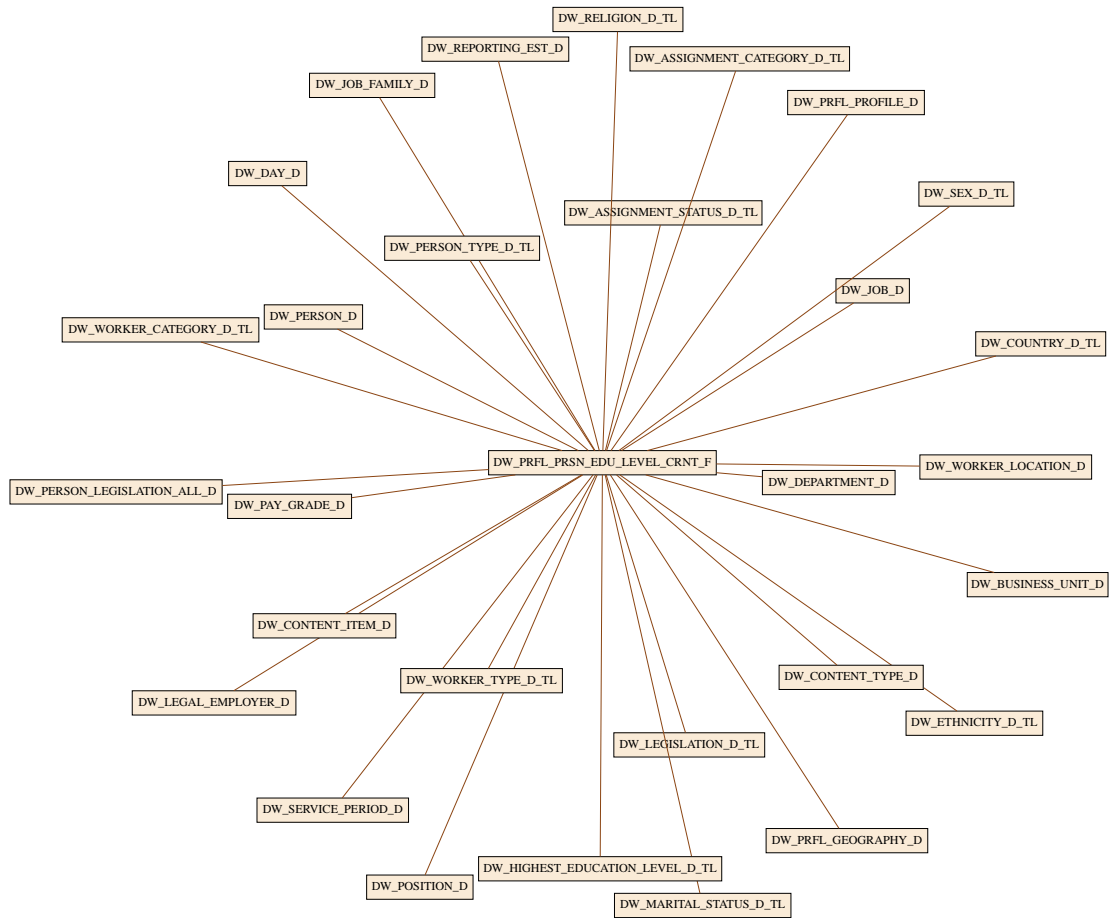 DW_RELIGION_D_TL
DW_REPORTING_EST_D
DW_ASSIGNMENT_CATEGORY_D_TL
DW_JOB_FAMILY_D
DW_PRFL_PROFILE_D
DW_DAY_D
DW_SEX_D_TL
DW_ASSIGNMENT_STATUS_D_TL
DW_PERSON_TYPE_D_TL
DW_JOB_D
DW_PERSON_D
DW_WORKER_CATEGORY_D_TL
DW_COUNTRY_D_TL
DW_PRFL_PRSN_EDU_LEVEL_CRNT_F
DW_WORKER_LOCATION_D
DW_DEPARTMENT_D
DW_PERSON_LEGISLATION_ALL_D
DW_PAY_GRADE_D
DW_BUSINESS_UNIT_D
DW_CONTENT_ITEM_D
DW_CONTENT_TYPE_D
DW_WORKER_TYPE_D_TL
DW_LEGAL_EMPLOYER_D
DW_ETHNICITY_D_TL
DW_LEGISLATION_D_TL
DW_SERVICE_PERIOD_D
DW_PRFL_GEOGRAPHY_D
DW_HIGHEST_EDUCATION_LEVEL_D_TL
DW_POSITION_D
DW_MARITAL_STATUS_D_TL